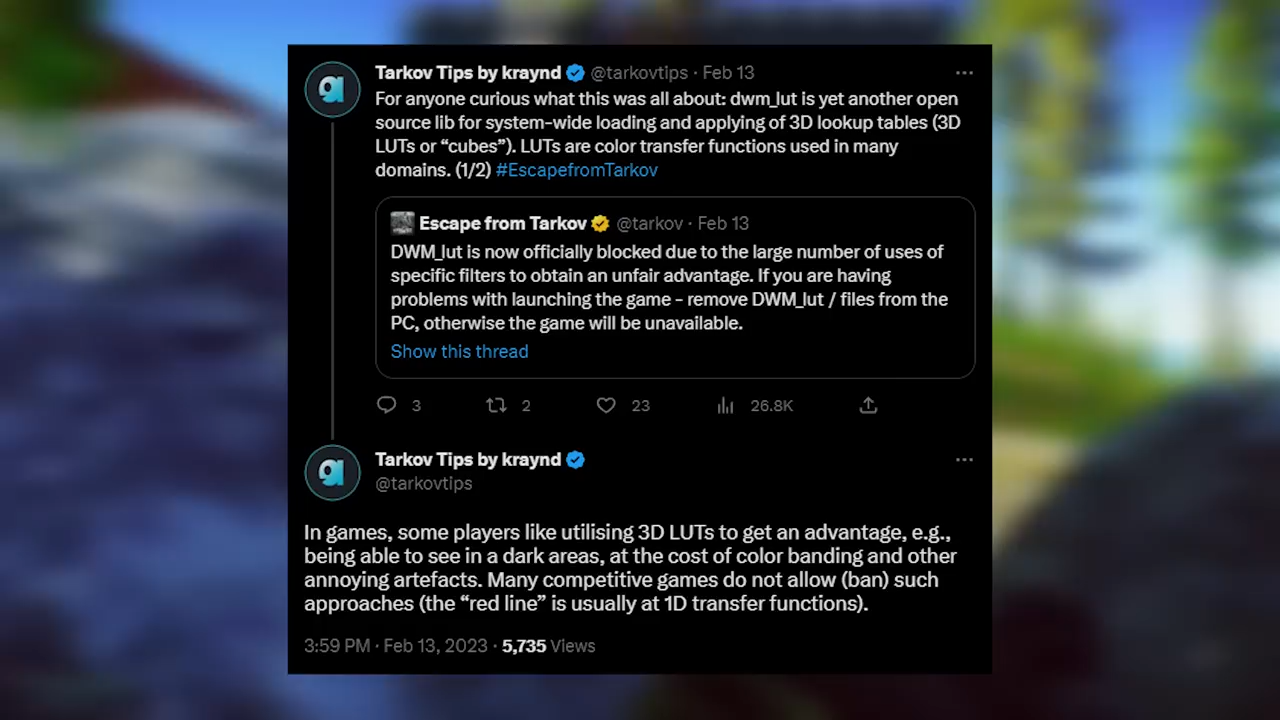 Tarkov Tips by kraynd @tarkovtips · Feb 13
For anyone curious what this was all about: dwm_lut is yet another open
source lib for system-wide loading and applying of 3D lookup tables (3D
LUTs or “cubes”). LUTs are color transfer functions used in many
domains. (1/2) #EscapefromTarkov
Escape from Tarkov @tarkov · Feb 13
DWM_lut is now officially blocked due to the large number of uses of
specific filters to obtain an unfair advantage. If you are having
problems with launching the game - remove DWM_lut / files from the
PC, otherwise the game will be unavailable.
Show this thread
3 2 23 26.8K
Tarkov Tips by kraynd
@tarkovtips
In games, some players like utilising 3D LUTs to get an advantage, e.g.,
being able to see in a dark areas, at the cost of color banding and other
annoying artefacts. Many competitive games do not allow (ban) such
approaches (the “red line” is usually at 1D transfer functions).
3:59 PM · Feb 13, 2023 · 5,735 Views